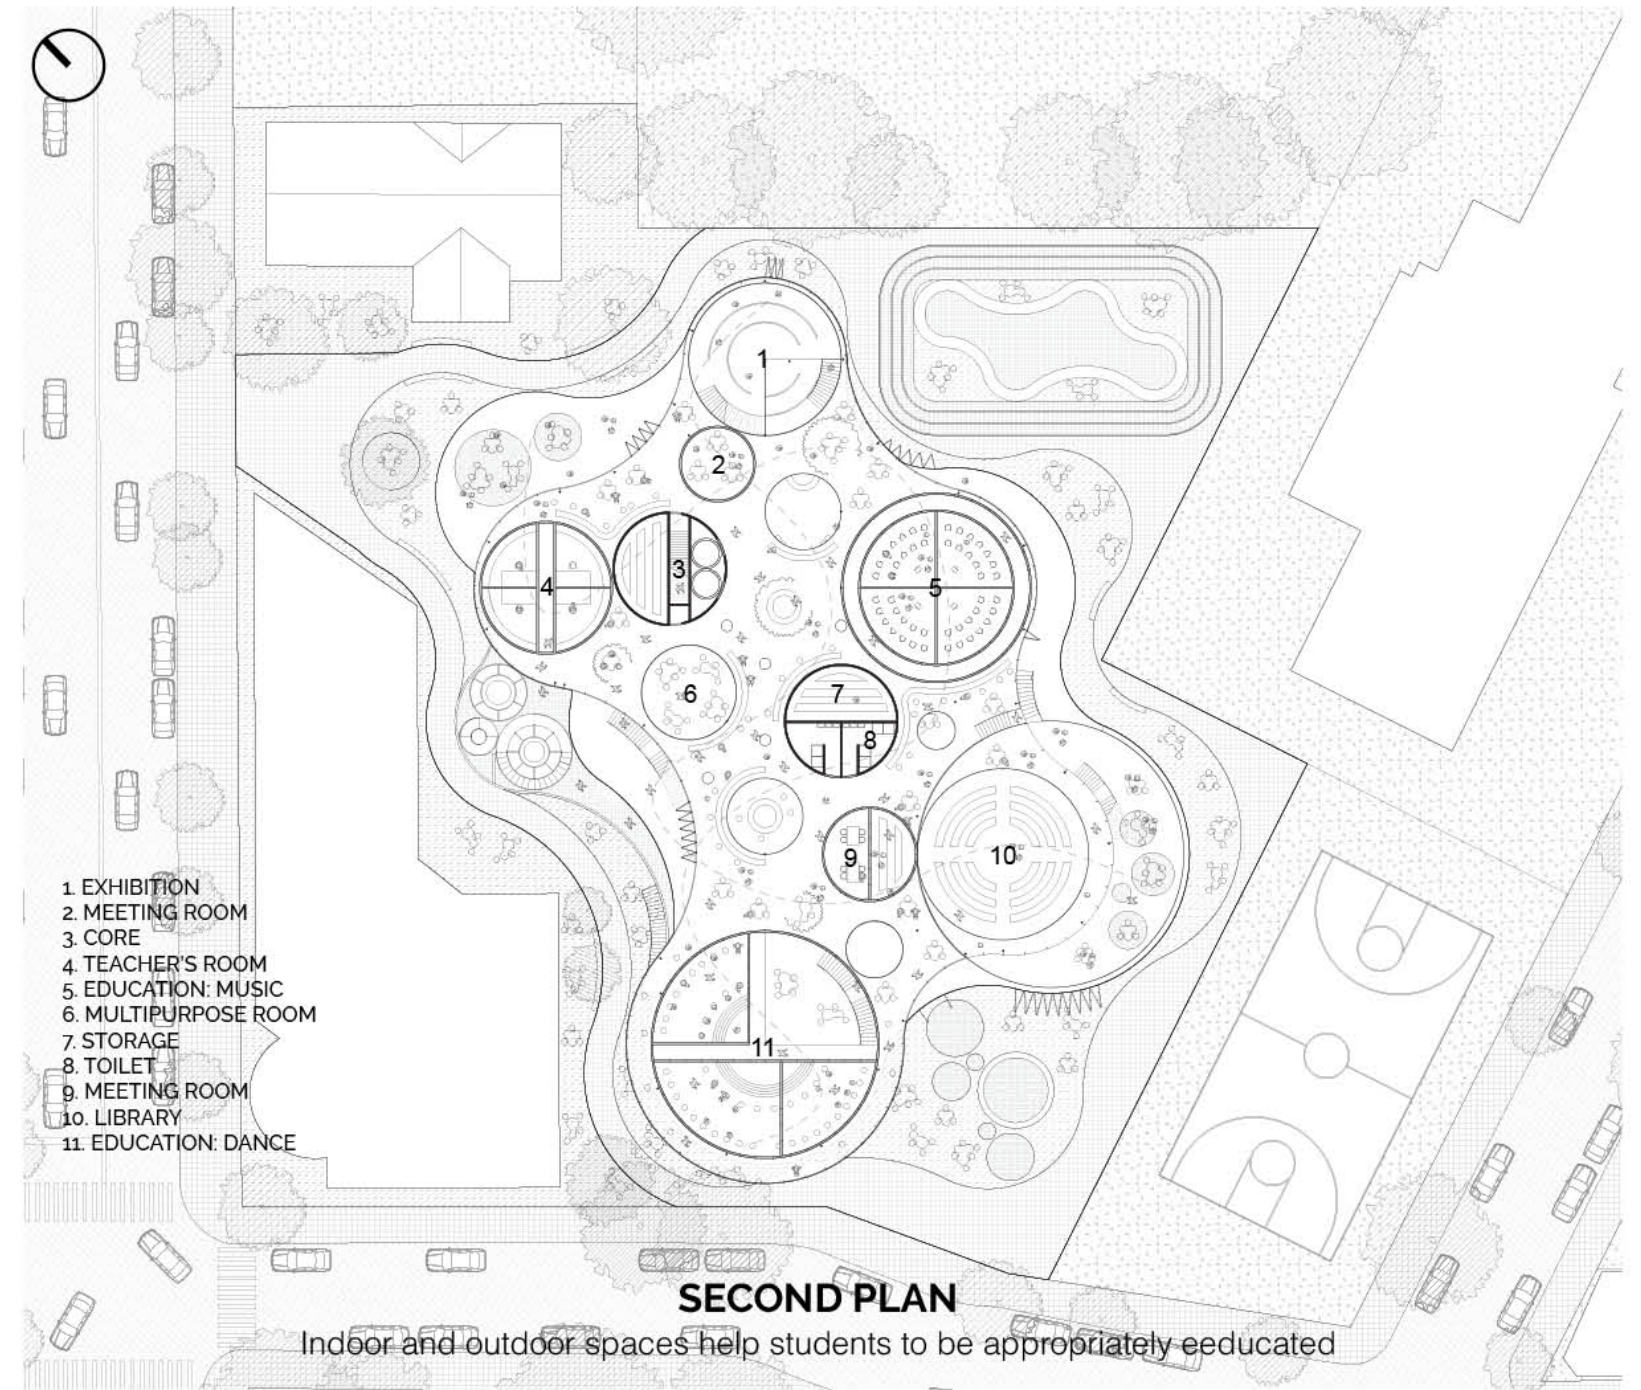 1
2
3
4
5
6
7
8
9
10
11
1. EXHIBITION
2. MEETING ROOM
3. CORE
4. TEACHER'S ROOM
5. EDUCATION: MUSIC
6. MULTIPURPOSE ROOM
7. STORAGE
8. TOILET
9. MEETING ROOM
10. LIBRARY
11. EDUCATION: DANCE
SECOND PLAN
Indoor and outdoor spaces help students to be appropriately eeducated